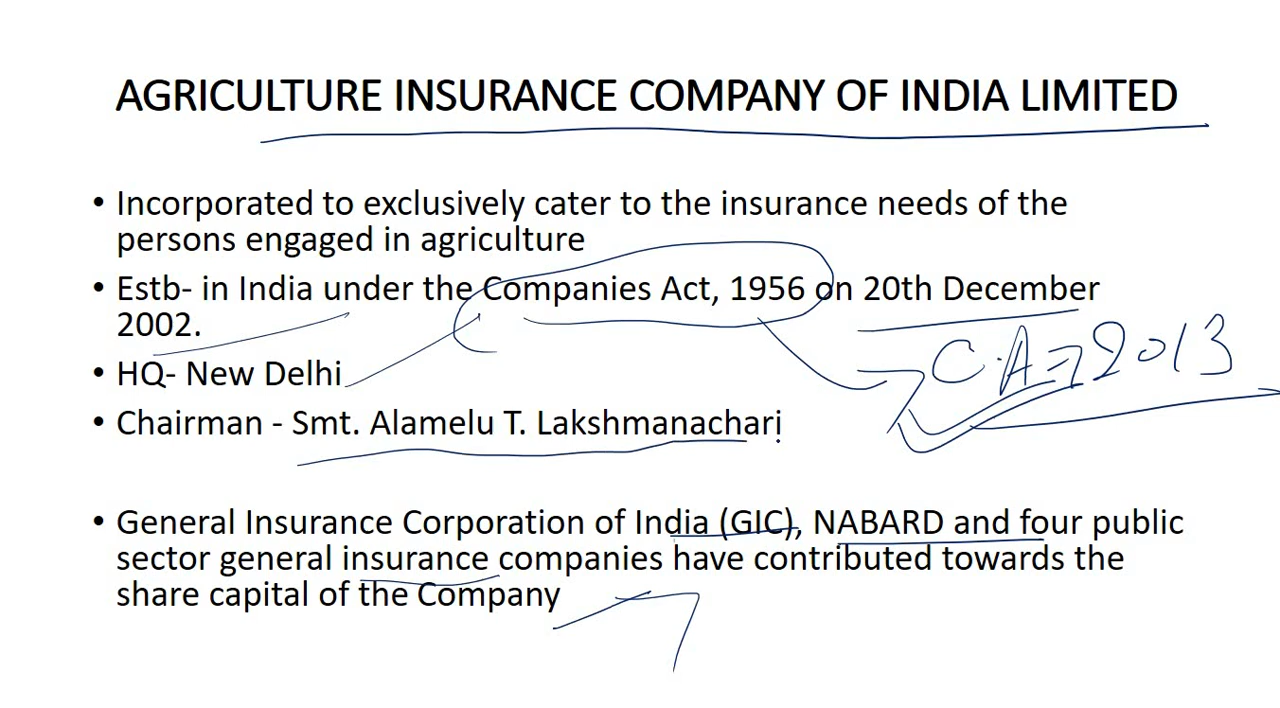 AGRICULTURE INSURANCE COMPANY OF INDIA LIMITED
• Incorporated to exclusively cater to the insurance needs of the
persons engaged in agriculture
• Estb- in India under the Companies Act, 1956 on 20th December
2002.
C.A 2013
• HQ- New Delhi
• Chairman - Smt. Alamelu T. Lakshmanachari
• General Insurance Corporation of India (GIC), NABARD and four public
sector general insurance companies have contributed towards the
share capital of the Company